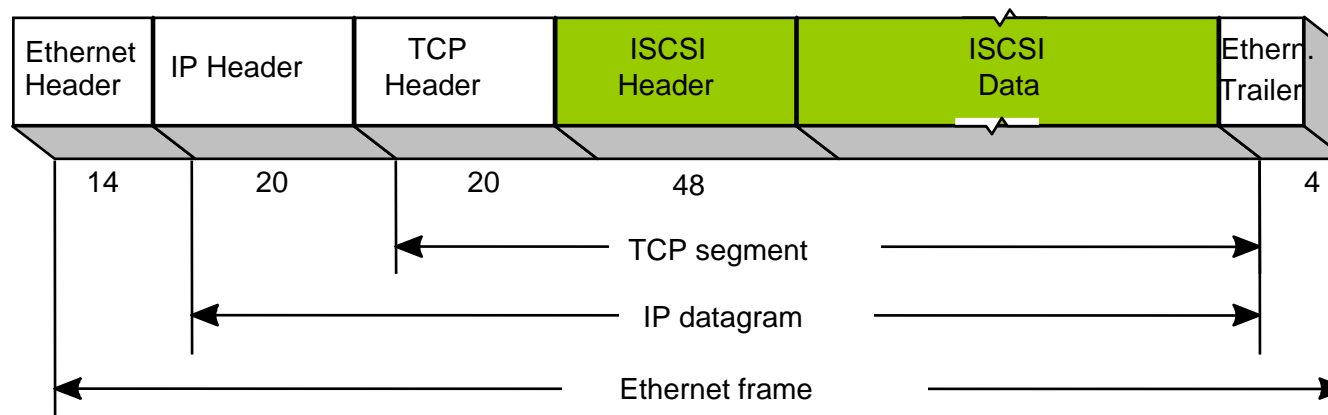 Ethernet
Header
IP Header
TCP
Header
ISCSI
Header
ISCSI
Data
Ethern.
Trailer
14
20
20
48
4
TCP segment
IP datagram
Ethernet frame